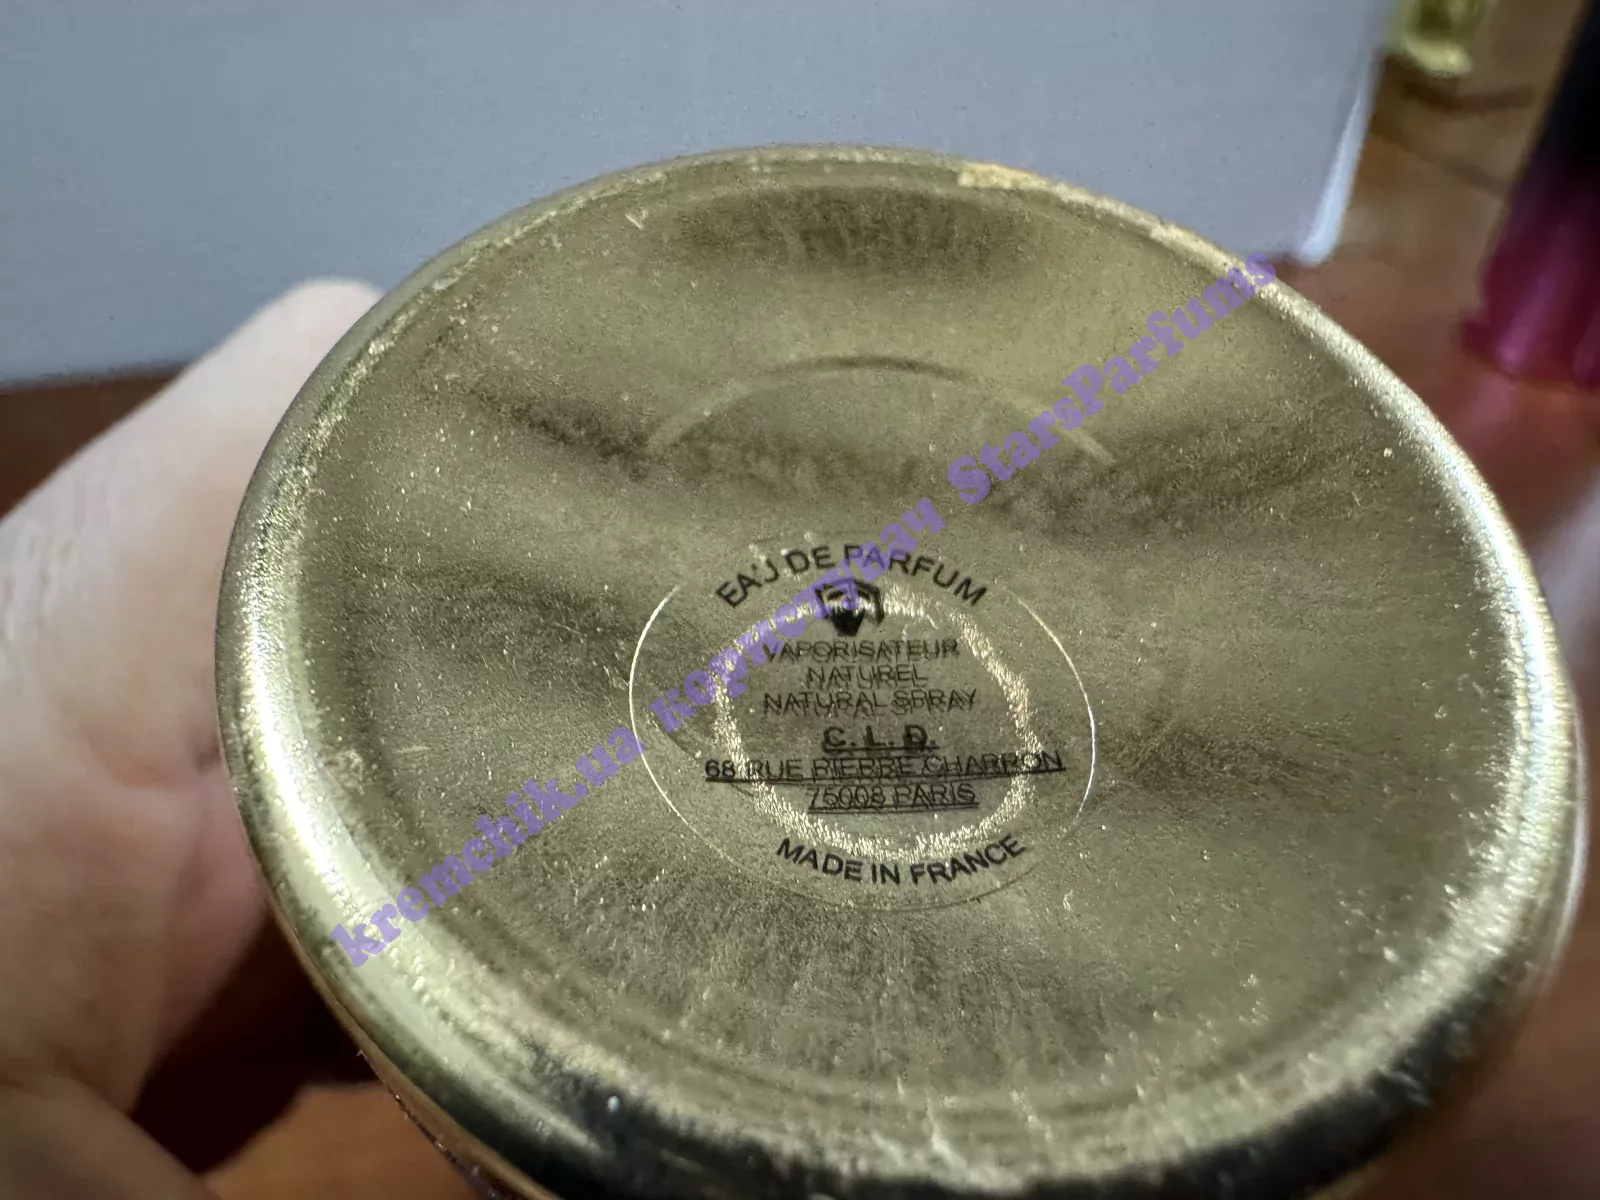 EAU DE PARFUM
VAPORISATEUR
NATUREL
NATURAL SPRAY
C. L. D.
68 RUE PIERRE CHARRON
75008 PARIS
MADE IN FRANCE
kremchik.ua користувач StarsParfums